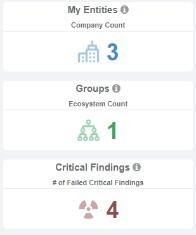 My Entities
Company Count
3
Groups
Ecosystem Count
1
Critical Findings
# of Failed Critical Findings
4